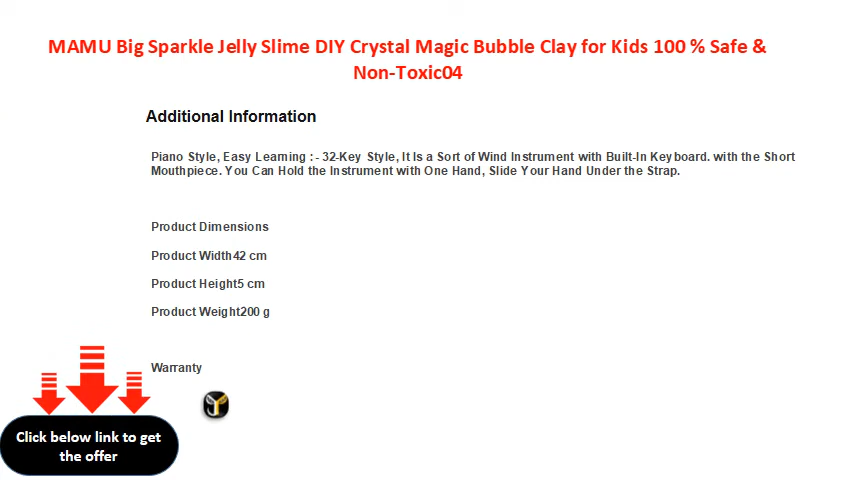 MAMU Big Sparkle Jelly Slime DIY Crystal Magic Bubble Clay for Kids 100 % Safe &
Non-Toxic04
Additional Information
Piano Style, Easy Learning : - 32-Key Style, It Is a Sort of Wind Instrument with Built-In Keyboard. with the Short
Mouthpiece. You Can Hold the Instrument with One Hand, Slide Your Hand Under the Strap.
Product Dimensions
Product Width42 cm
Product Height5 cm
Product Weight200 g
Warranty
Click below link to get
the offer